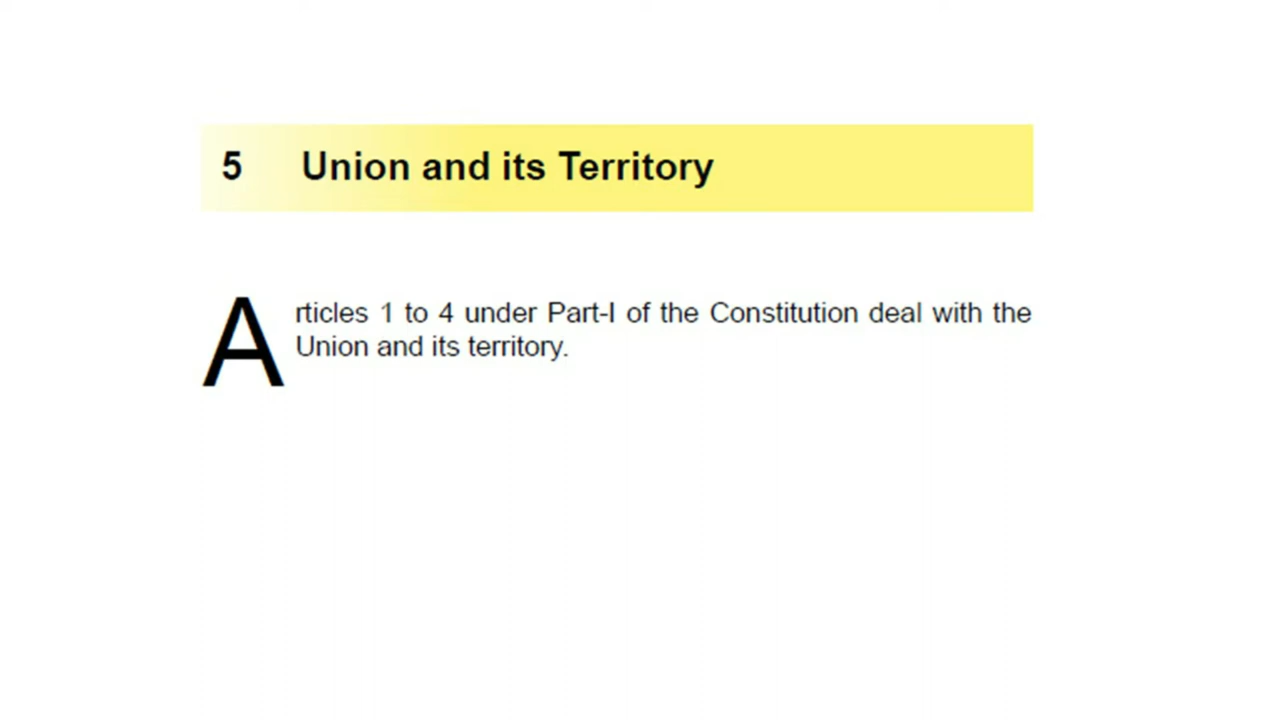 5 Union and its Territory
Articles 1 to 4 under Part-I of the Constitution deal with the
Union and its territory.